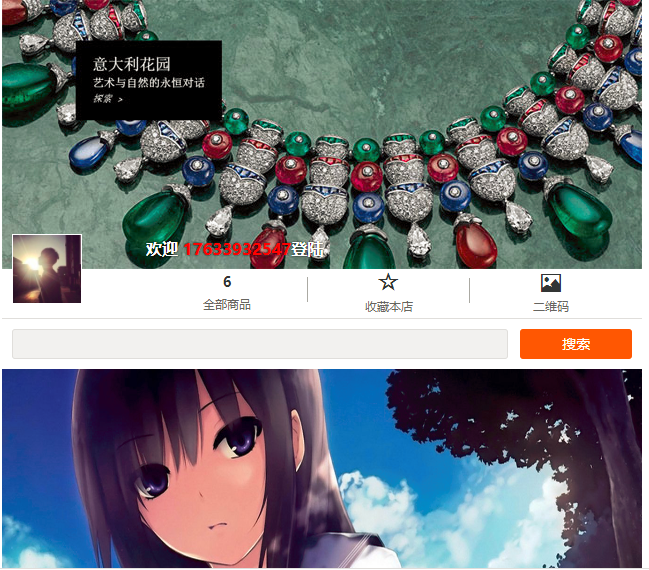 意大利花园
艺术与自然的永恒对话
探索 >
欢迎 17633932547登陆
6
全部商品
收藏本店
二维码
搜索